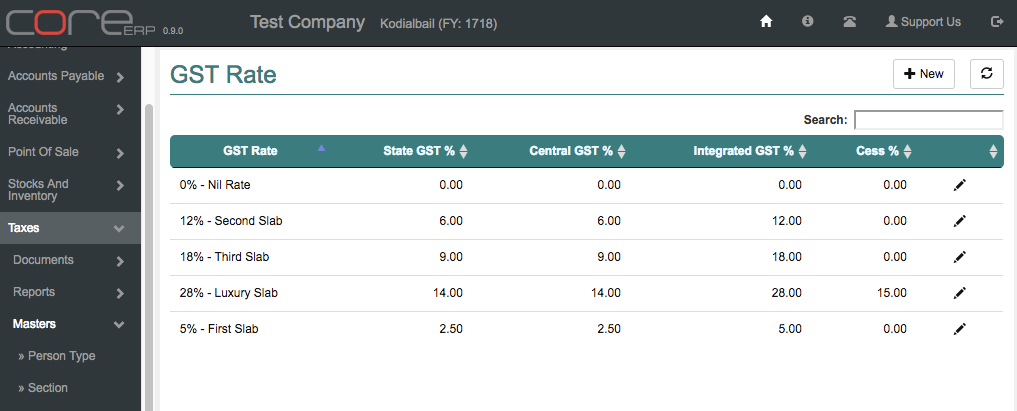 core ERP 0.9.0
Test Company Kodialbail (FY: 1718)
Support Us
Accounting
Accounts Payable
Accounts
Receivable
Point Of Sale
Stocks And
Inventory
Taxes
Documents
Reports
Masters
» Person Type
» Section
GST Rate
New
Search:
GST Rate State GST % Central GST % Integrated GST % Cess %
0% - Nil Rate 0.00 0.00 0.00 0.00
12% - Second Slab 6.00 6.00 12.00 0.00
18% - Third Slab 9.00 9.00 18.00 0.00
28% - Luxury Slab 14.00 14.00 28.00 15.00
5% - First Slab 2.50 2.50 5.00 0.00